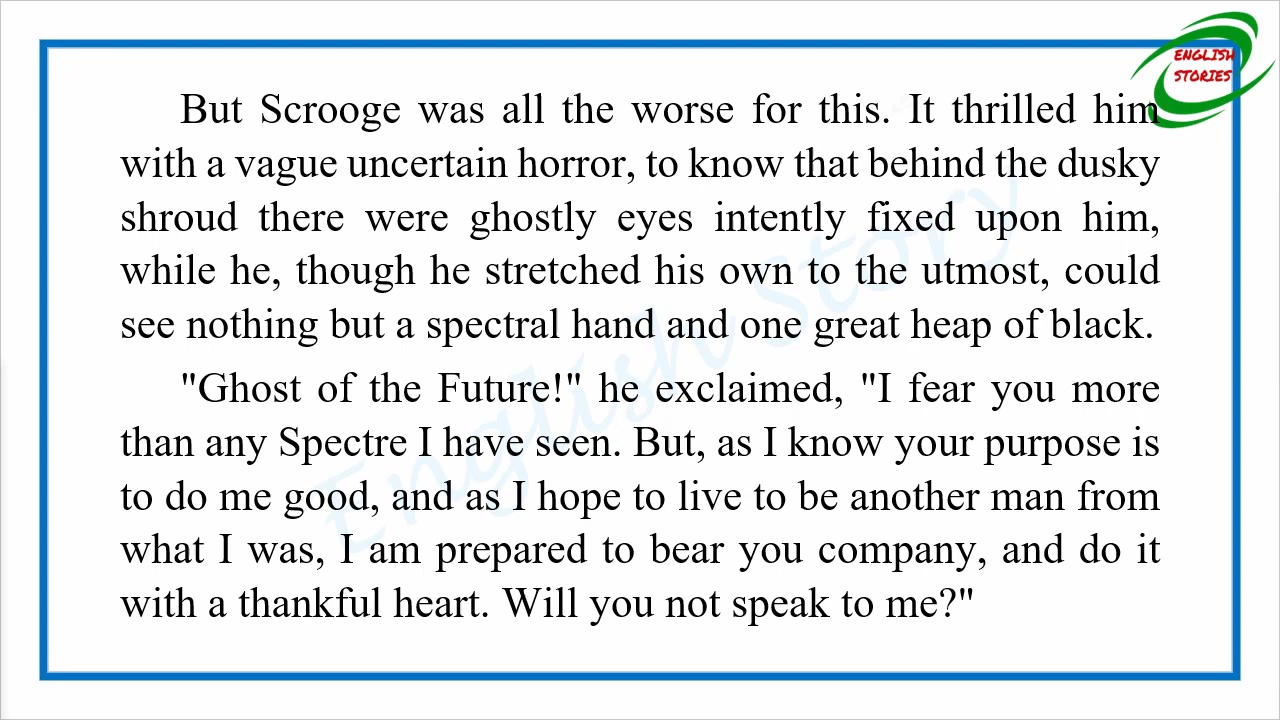 ENGLISH
STORIES
But Scrooge was all the worse for this. It thrilled him
with a vague uncertain horror, to know that behind the dusky
shroud there were ghostly eyes intently fixed upon him,
while he, though he stretched his own to the utmost, could
see nothing but a spectral hand and one great heap of black.
"Ghost of the Future!" he exclaimed, "I fear you more
than any Spectre I have seen. But, as I know your purpose is
to do me good, and as I hope to live to be another man from
what I was, I am prepared to bear you company, and do it
with a thankful heart. Will you not speak to me?"
English Story